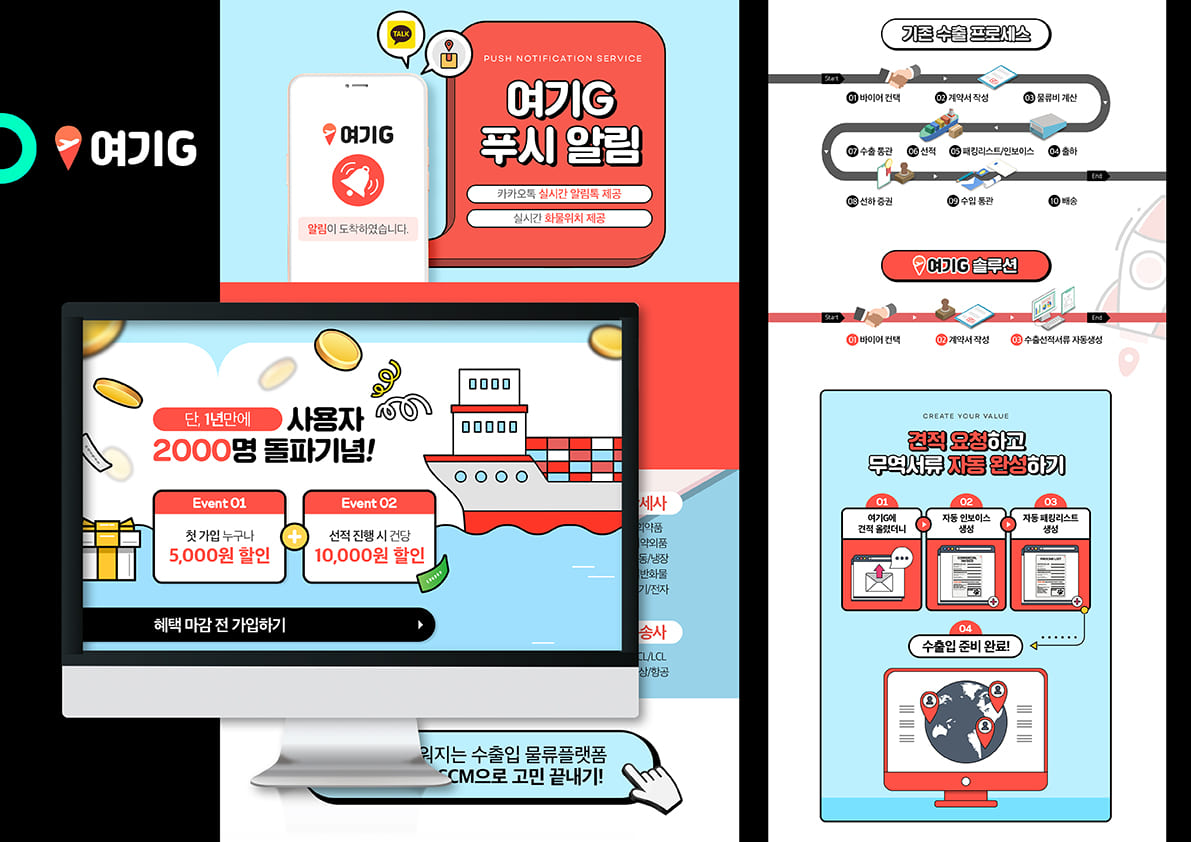 여기G
TALK
PUSH NOTIFICATION SERVICE
여기G
푸시 알림
카카오톡 실시간 알림톡 제공
실시간 화물위치 제공
여기G
알림이 도착하였습니다.
단, 1년만에 사용자
2000명 돌파기념!
Event 01
첫 가입 누구나
5,000원 할인
Event 02
선적 진행 시 건당
10,000원 할인
혜택 마감 전 가입하기
세사
약품
약외품
동/냉장
반화물
기/전자
송사
CL/LCL
상/항공
워지는 수출입 물류플랫폼
SCM으로 고민 끝내기!
기존 수출 프로세스
Start
01 바이어 컨택
02 계약서 작성
03 물류비 계산
07 수출 통관
06 선적
05 패킹리스트/인보이스
04 출하
End
08 선하 증권
09 수입 통관
10 배송
여기G 솔루션
Start
End
01 바이어 컨택
02 계약서 작성
03 수출선적서류 자동생성
CREATE YOUR VALUE
견적 요청하고
무역서류 자동 완성하기
01
여기G에
견적 올렸더니
02
자동 인보이스
생성
03
자동 패킹리스트
생성
04
수출입 준비 완료!